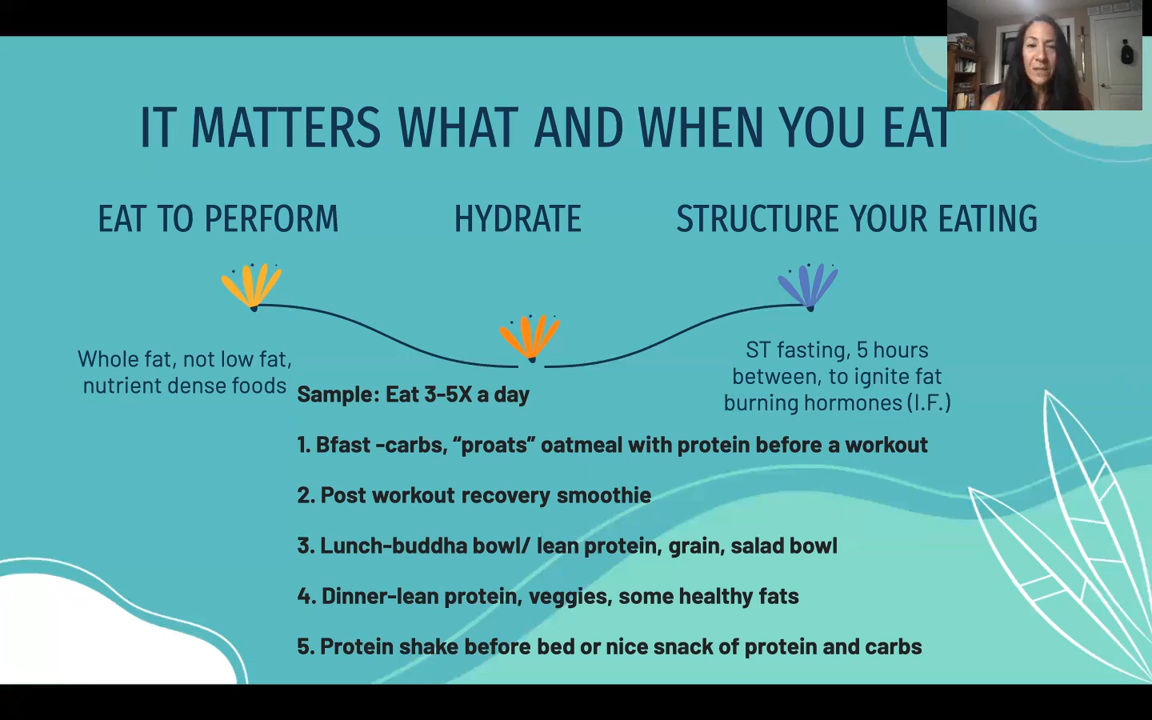 IT MATTERS WHAT AND WHEN YOU EAT
EAT TO PERFORM
HYDRATE
STRUCTURE YOUR EATING
Whole fat, not low fat,
nutrient dense foods
ST fasting, 5 hours
between, to ignite fat
burning hormones (I.F.)
Sample: Eat 3-5X a day
1. Bfast -carbs, “proats” oatmeal with protein before a workout
2. Post workout recovery smoothie
3. Lunch-buddha bowl/ lean protein, grain, salad bowl
4. Dinner-lean protein, veggies, some healthy fats
5. Protein shake before bed or nice snack of protein and carbs